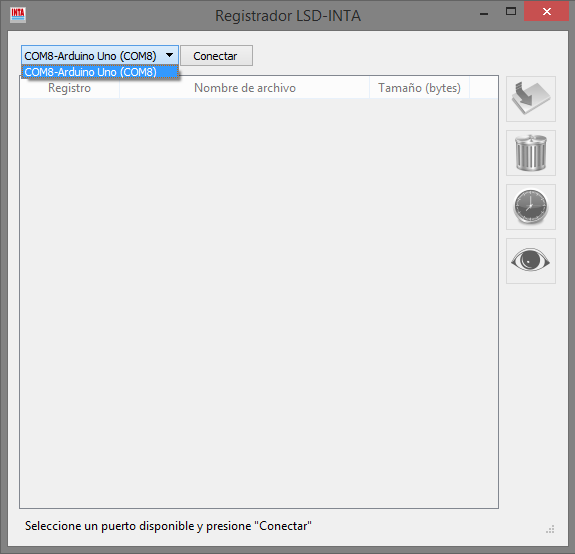 INTA
Registrador LSD-INTA
COM8-Arduino Uno (COM8) Conectar
COM8-Arduino Uno (COM8)
Registro Nombre de archivo Tamaño (bytes)
Seleccione un puerto disponible y presione "Conectar"